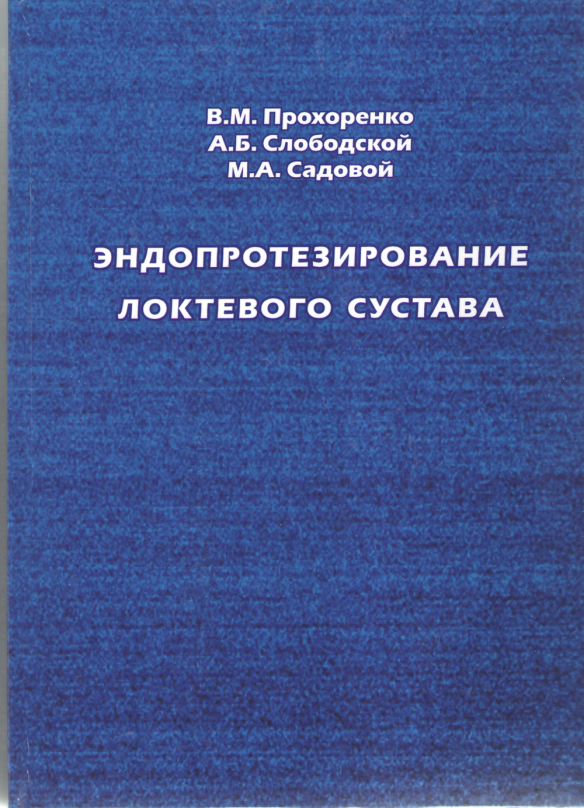 В.М. Прохоренко
А.Б. Слободской
М.А. Садовой
ЭНДОПРОТЕЗИРОВАНИЕ
ЛОКТЕВОГО СУСТАВА